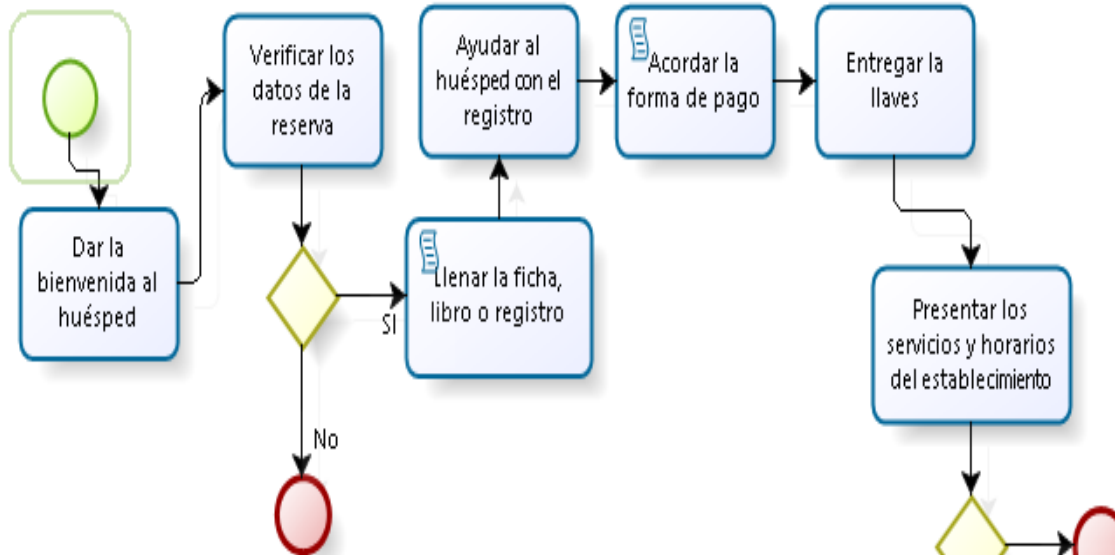 Dar la
bienvenida al
huésped
Verificar los
datos de la
reserva
SI
No
Llenar la ficha,
libro o registro
Ayudar al
huésped con el
registro
Acordar la
forma de pago
Entregar la
llaves
Presentar los
servicios y horarios
del establecimiento